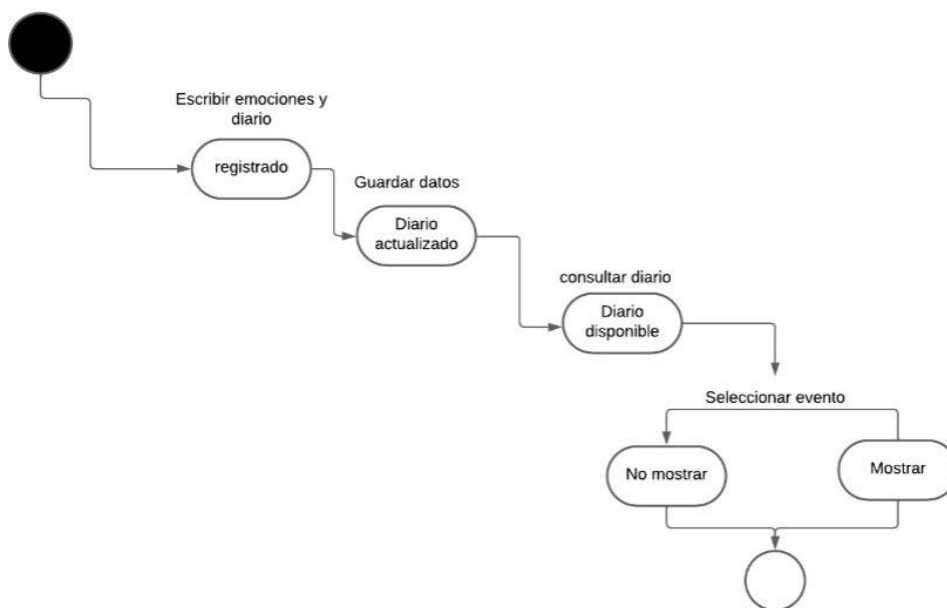 Escribir emociones y
diario
registrado
Guardar datos
Diario
actualizado
consultar diario
Diario
disponible
Seleccionar evento
No mostrar
Mostrar